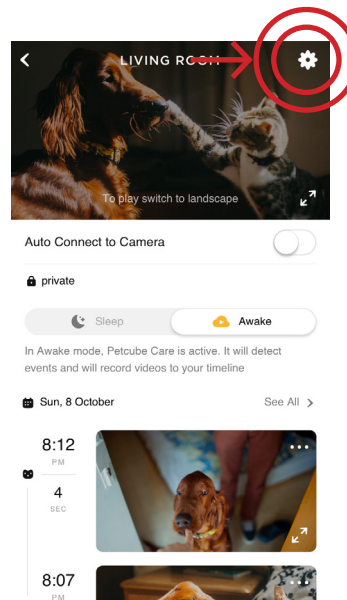 LIVING ROOM
To play switch to landscape
Auto Connect to Camera
private
Sleep
Awake
In Awake mode, Petcube Care is active. It will detect
events and will record videos to your timeline
Sun, 8 October
See All
8:12
PM
4
SEC
8:07
PM